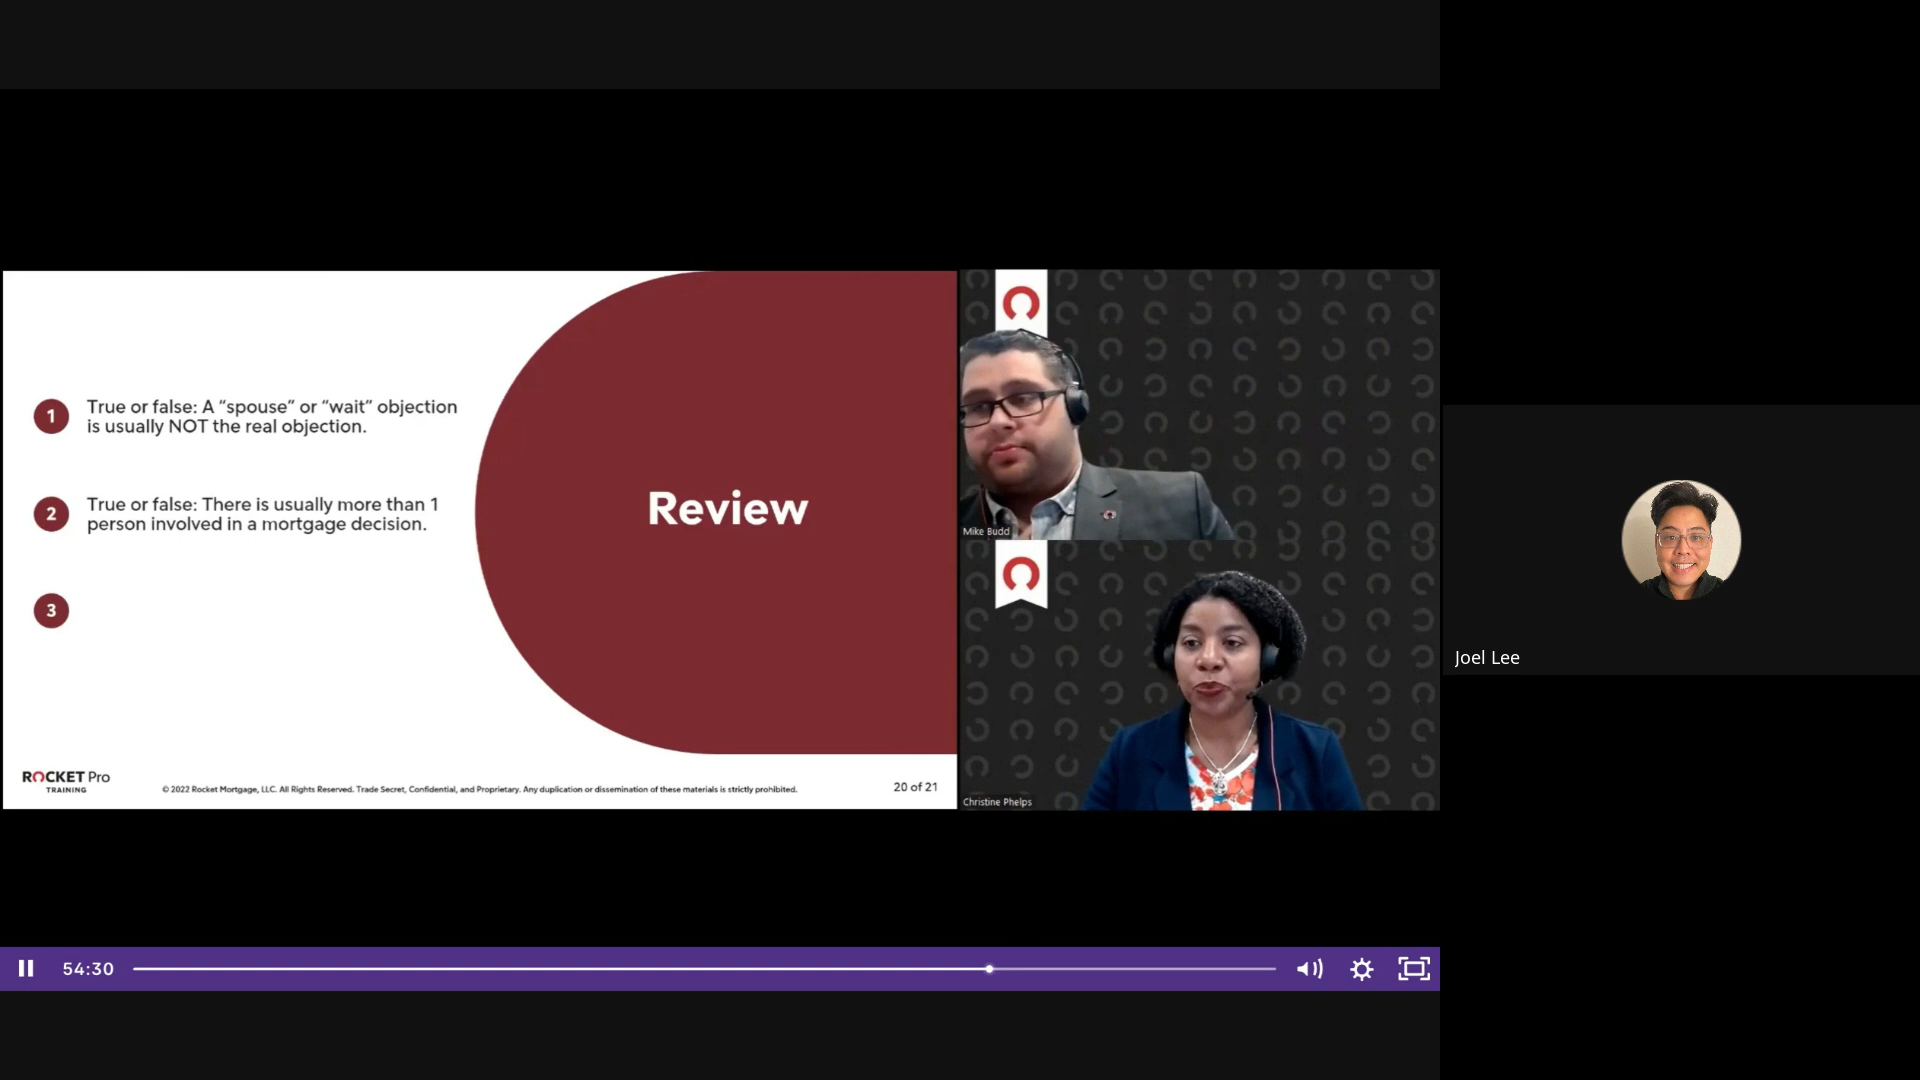 1
True or false: A “spouse” or “wait” objection
is usually NOT the real objection.
2
True or false: There is usually more than 1
person involved in a mortgage decision.
3
Review
ROCKET Pro
TRAINING
© 2022 Rocket Mortgage, LLC. All Rights Reserved. Trade Secret, Confidential, and Proprietary. Any duplication or dissemination of these materials is strictly prohibited.
20 of 21
Mike Budd
Christine Phelps
Joel Lee
54:30